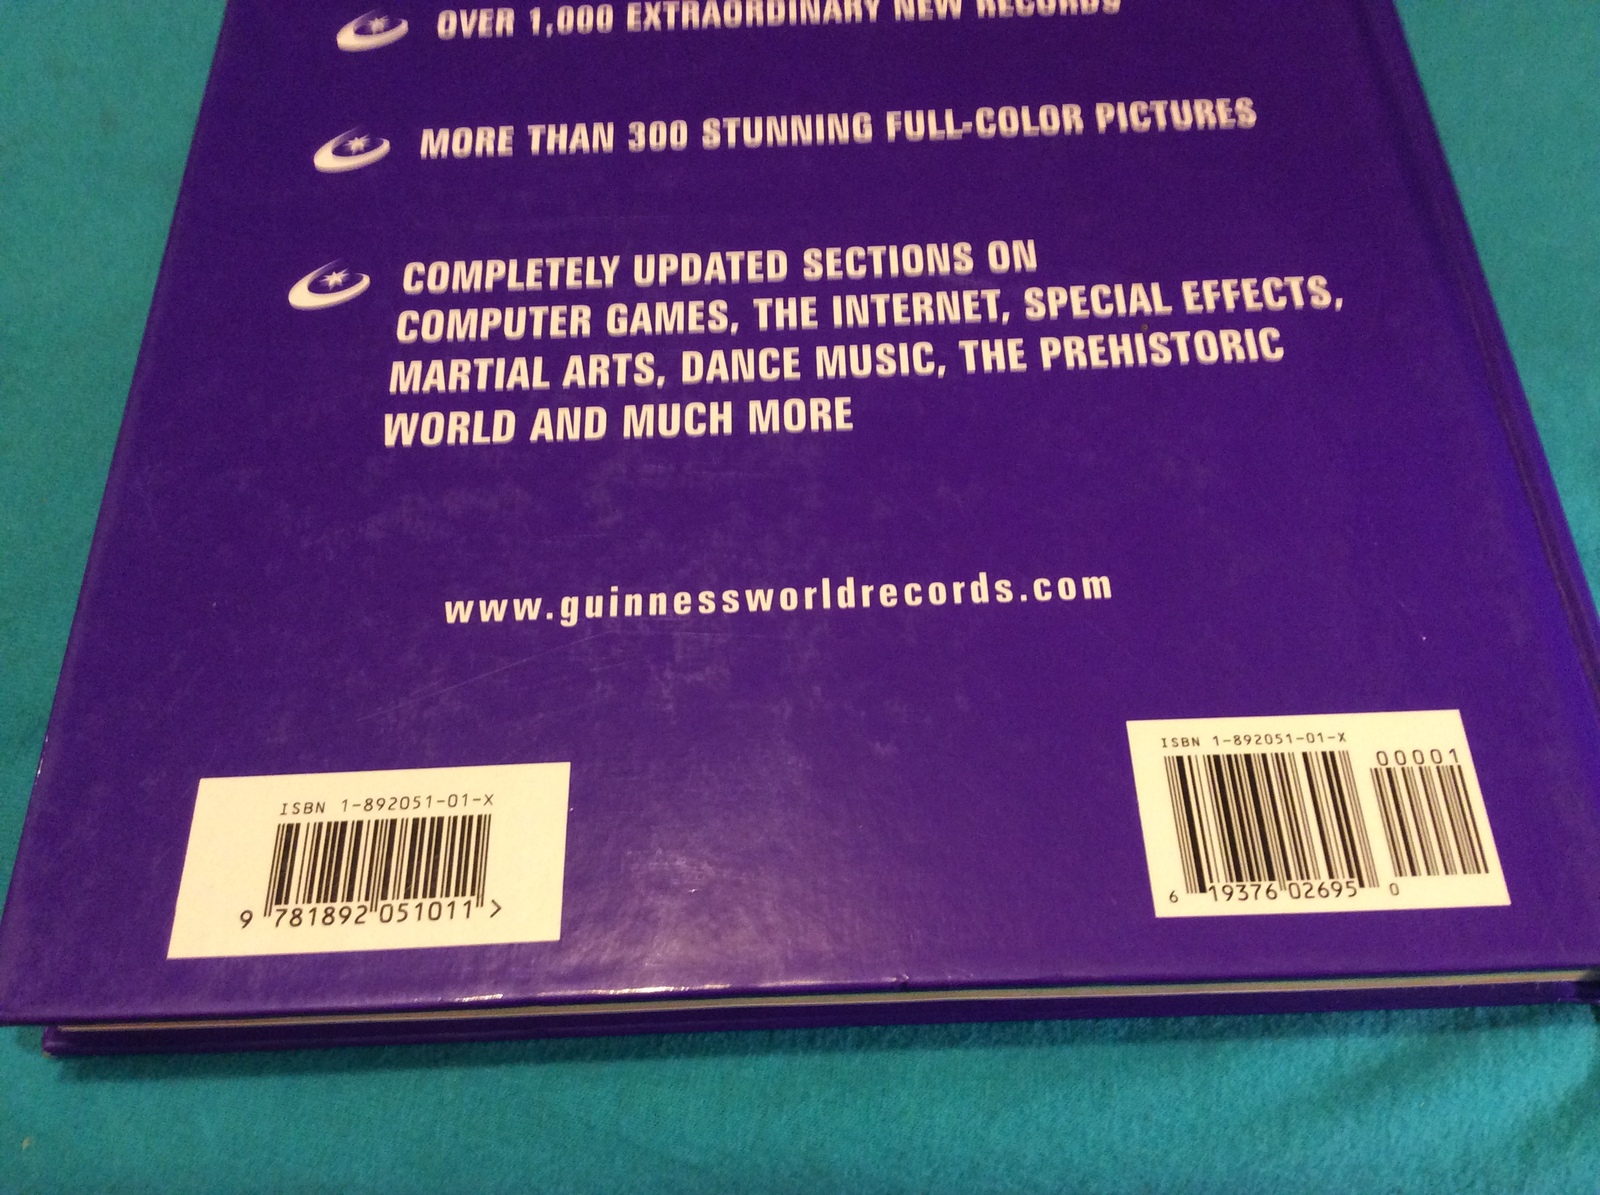 OVER 1,000 EXTRAORDINARY NEW RECORDS
MORE THAN 300 STUNNING FULL-COLOR PICTURES
COMPLETELY UPDATED SECTIONS ON
COMPUTER GAMES, THE INTERNET, SPECIAL EFFECTS,
MARTIAL ARTS, DANCE MUSIC, THE PREHISTORIC
WORLD AND MUCH MORE
www.guinnessworldrecords.com
ISBN 1-892051-01-X
9 781892 051011 >
ISBN 1-892051-01-X
00001
6 19376 02695 0